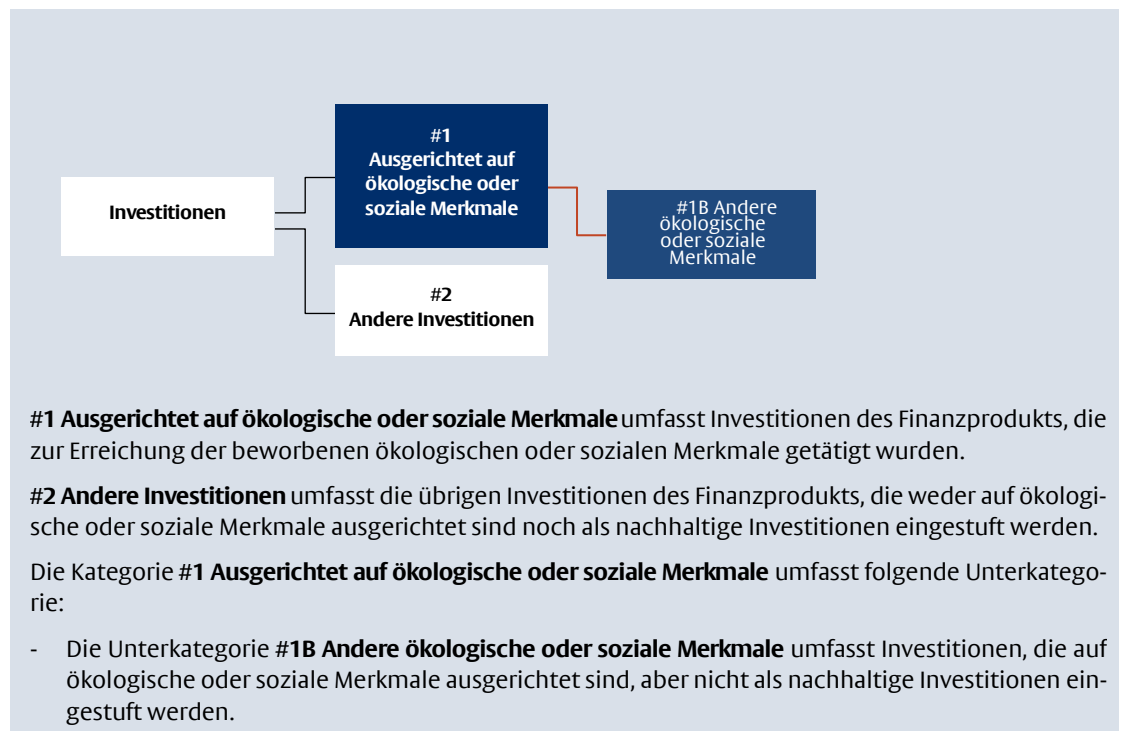 #1
Ausgerichtet auf
ökologische oder
soziale Merkmale
Investitionen
#1B Andere
ökologische
oder soziale
Merkmale
#2
Andere Investitionen
#1 Ausgerichtet auf ökologische oder soziale Merkmale umfasst Investitionen des Finanzprodukts, die
zur Erreichung der beworbenen ökologischen oder sozialen Merkmale getätigt wurden.
#2 Andere Investitionen umfasst die übrigen Investitionen des Finanzprodukts, die weder auf ökologi-
sche oder soziale Merkmale ausgerichtet sind noch als nachhaltige Investitionen eingestuft werden.
Die Kategorie #1 Ausgerichtet auf ökologische oder soziale Merkmale umfasst folgende Unterkatego-
rie:
- Die Unterkategorie #1B Andere ökologische oder soziale Merkmale umfasst Investitionen, die auf
ökologische oder soziale Merkmale ausgerichtet sind, aber nicht als nachhaltige Investitionen ein-
gestuft werden.